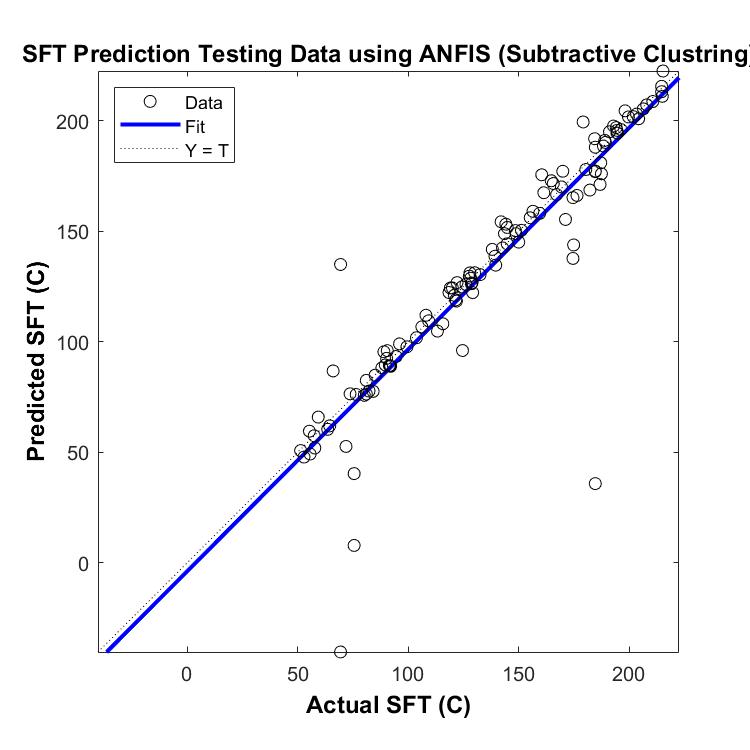 SFT Prediction Testing Data using ANFIS (Subtractive Clustring)
Data
Fit
Y = T
200
150
100
50
0
Predicted SFT (C)
0 50 100 150 200
Actual SFT (C)